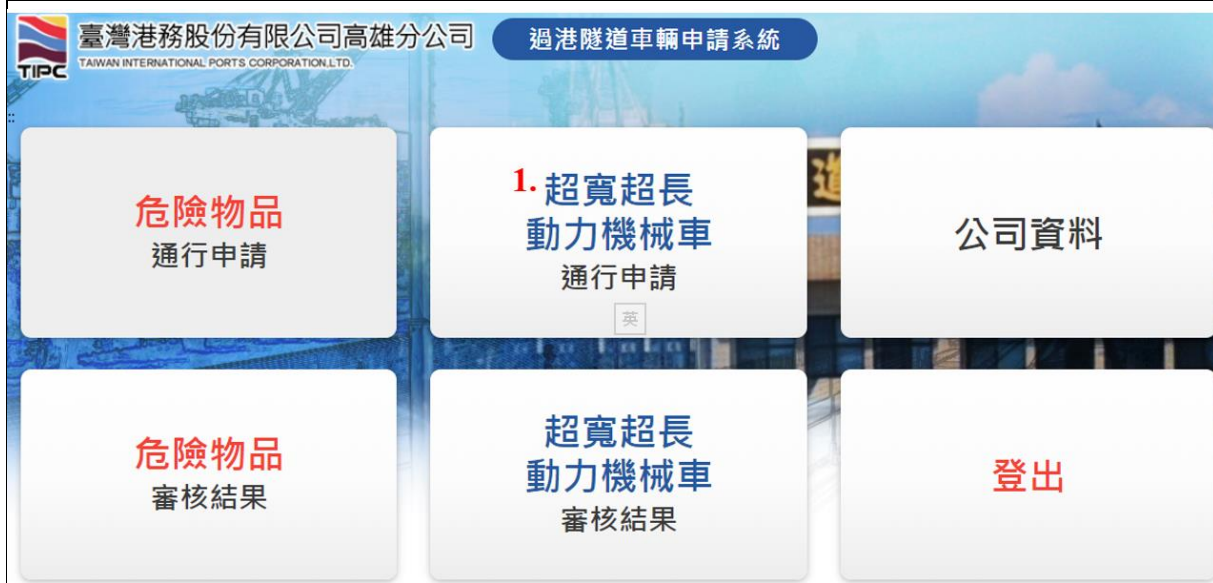 臺灣港務股份有限公司高雄分公司
TAIWAN INTERNATIONAL PORTS CORPORATION,LTD.
TIPC
過港隧道車輛申請系統
::
危險物品
通行申請
1.
超寬超長
動力機械車
通行申請
英
道
公司資料
危險物品
審核結果
超寬超長
動力機械車
審核結果
登出